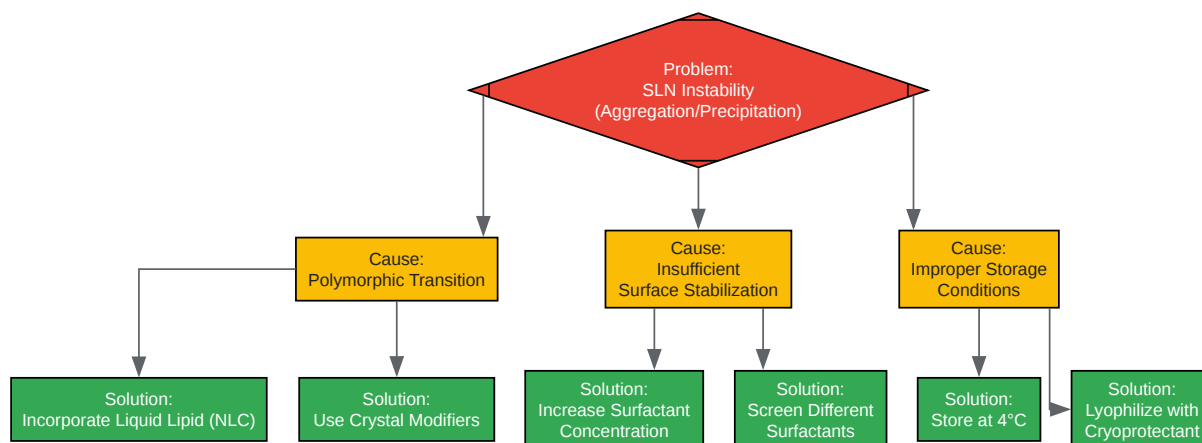 Problem:
SLN Instability
(Aggregation/Precipitation)
Cause:
Polymorphic Transition
Cause:
Insufficient
Surface Stabilization
Cause:
Improper Storage
Conditions
Solution:
Incorporate Liquid Lipid (NLC)
Solution:
Use Crystal Modifiers
Solution:
Increase Surfactant
Concentration
Solution:
Screen Different
Surfactants
Solution:
Store at 4°C
Solution:
Lyophilize with
Cryoprotectant